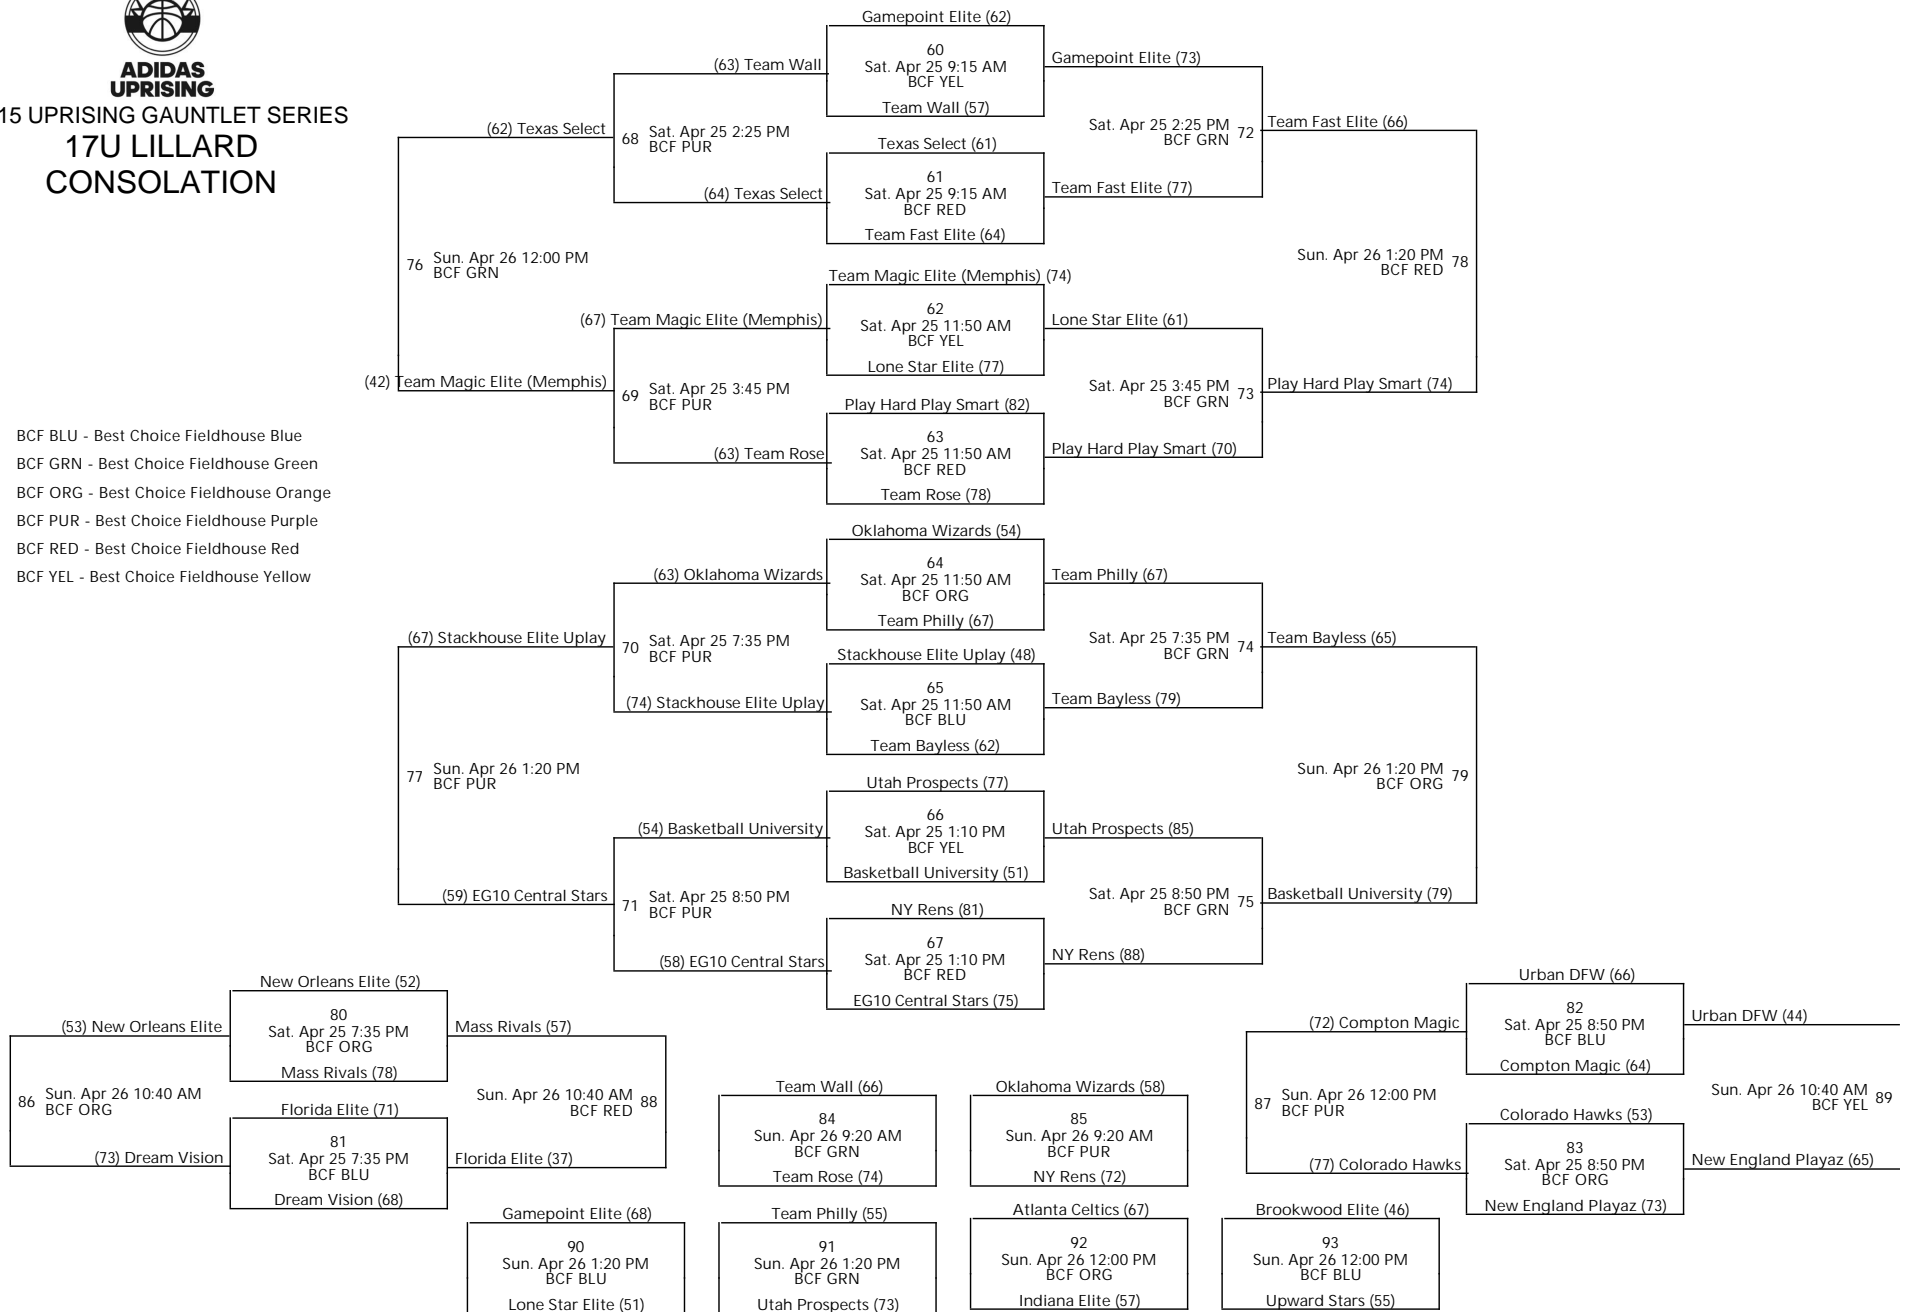 ADIDAS
UPRISING
15 UPRISING GAUNTLET SERIES
17U LILLARD
CONSOLATION
BCF BLU - Best Choice Fieldhouse Blue
BCF GRN - Best Choice Fieldhouse Green
BCF ORG - Best Choice Fieldhouse Orange
BCF PUR - Best Choice Fieldhouse Purple
BCF RED - Best Choice Fieldhouse Red
BCF YEL - Best Choice Fieldhouse Yellow
Gamepoint Elite (62)
60
Sat. Apr 25 9:15 AM
BCF YEL
Team Wall (57)
(63) Team Wall
Gamepoint Elite (73)
(62) Texas Select
68 Sat. Apr 25 2:25 PM
BCF PUR
Sat. Apr 25 2:25 PM 72
BCF GRN
Team Fast Elite (66)
Texas Select (61)
61
Sat. Apr 25 9:15 AM
BCF RED
Team Fast Elite (64)
(64) Texas Select
Team Fast Elite (77)
76 Sun. Apr 26 12:00 PM
BCF GRN
Sun. Apr 26 1:20 PM 78
BCF RED
Team Magic Elite (Memphis) (74)
62
Sat. Apr 25 11:50 AM
BCF YEL
Lone Star Elite (77)
(67) Team Magic Elite (Memphis)
Lone Star Elite (61)
(42) Team Magic Elite (Memphis)
69 Sat. Apr 25 3:45 PM
BCF PUR
Sat. Apr 25 3:45 PM 73
BCF GRN
Play Hard Play Smart (74)
Play Hard Play Smart (82)
63
Sat. Apr 25 11:50 AM
BCF RED
Team Rose (78)
(63) Team Rose
Play Hard Play Smart (70)
Oklahoma Wizards (54)
64
Sat. Apr 25 11:50 AM
BCF ORG
Team Philly (67)
(63) Oklahoma Wizards
Team Philly (67)
(67) Stackhouse Elite Uplay
70 Sat. Apr 25 7:35 PM
BCF PUR
Sat. Apr 25 7:35 PM 74
BCF GRN
Team Bayless (65)
Stackhouse Elite Uplay (48)
65
Sat. Apr 25 11:50 AM
BCF BLU
Team Bayless (62)
(74) Stackhouse Elite Uplay
Team Bayless (79)
77 Sun. Apr 26 1:20 PM
BCF PUR
Sun. Apr 26 1:20 PM 79
BCF ORG
Utah Prospects (77)
66
Sat. Apr 25 1:10 PM
BCF YEL
Basketball University (51)
(54) Basketball University
Utah Prospects (85)
(59) EG10 Central Stars
71 Sat. Apr 25 8:50 PM
BCF PUR
Sat. Apr 25 8:50 PM 75
BCF GRN
Basketball University (79)
NY Rens (81)
67
Sat. Apr 25 1:10 PM
BCF RED
EG10 Central Stars (75)
(58) EG10 Central Stars
NY Rens (88)
New Orleans Elite (52)
80
Sat. Apr 25 7:35 PM
BCF ORG
Mass Rivals (78)
(53) New Orleans Elite
Mass Rivals (57)
86 Sun. Apr 26 10:40 AM
BCF ORG
Sun. Apr 26 10:40 AM 88
BCF RED
Florida Elite (71)
81
Sat. Apr 25 7:35 PM
BCF BLU
Dream Vision (68)
(73) Dream Vision
Florida Elite (37)
Team Wall (66)
84
Sun. Apr 26 9:20 AM
BCF GRN
Team Rose (74)
Oklahoma Wizards (58)
85
Sun. Apr 26 9:20 AM
BCF PUR
NY Rens (72)
Urban DFW (66)
82
Sat. Apr 25 8:50 PM
BCF BLU
Compton Magic (64)
(72) Compton Magic
Urban DFW (44)
87 Sun. Apr 26 12:00 PM
BCF PUR
Sun. Apr 26 10:40 AM 89
BCF YEL
Colorado Hawks (53)
83
Sat. Apr 25 8:50 PM
BCF ORG
New England Playaz (73)
(77) Colorado Hawks
New England Playaz (65)
Gamepoint Elite (68)
90
Sun. Apr 26 1:20 PM
BCF BLU
Lone Star Elite (51)
Team Philly (55)
91
Sun. Apr 26 1:20 PM
BCF GRN
Utah Prospects (73)
Atlanta Celtics (67)
92
Sun. Apr 26 12:00 PM
BCF ORG
Indiana Elite (57)
Brookwood Elite (46)
93
Sun. Apr 26 12:00 PM
BCF BLU
Upward Stars (55)